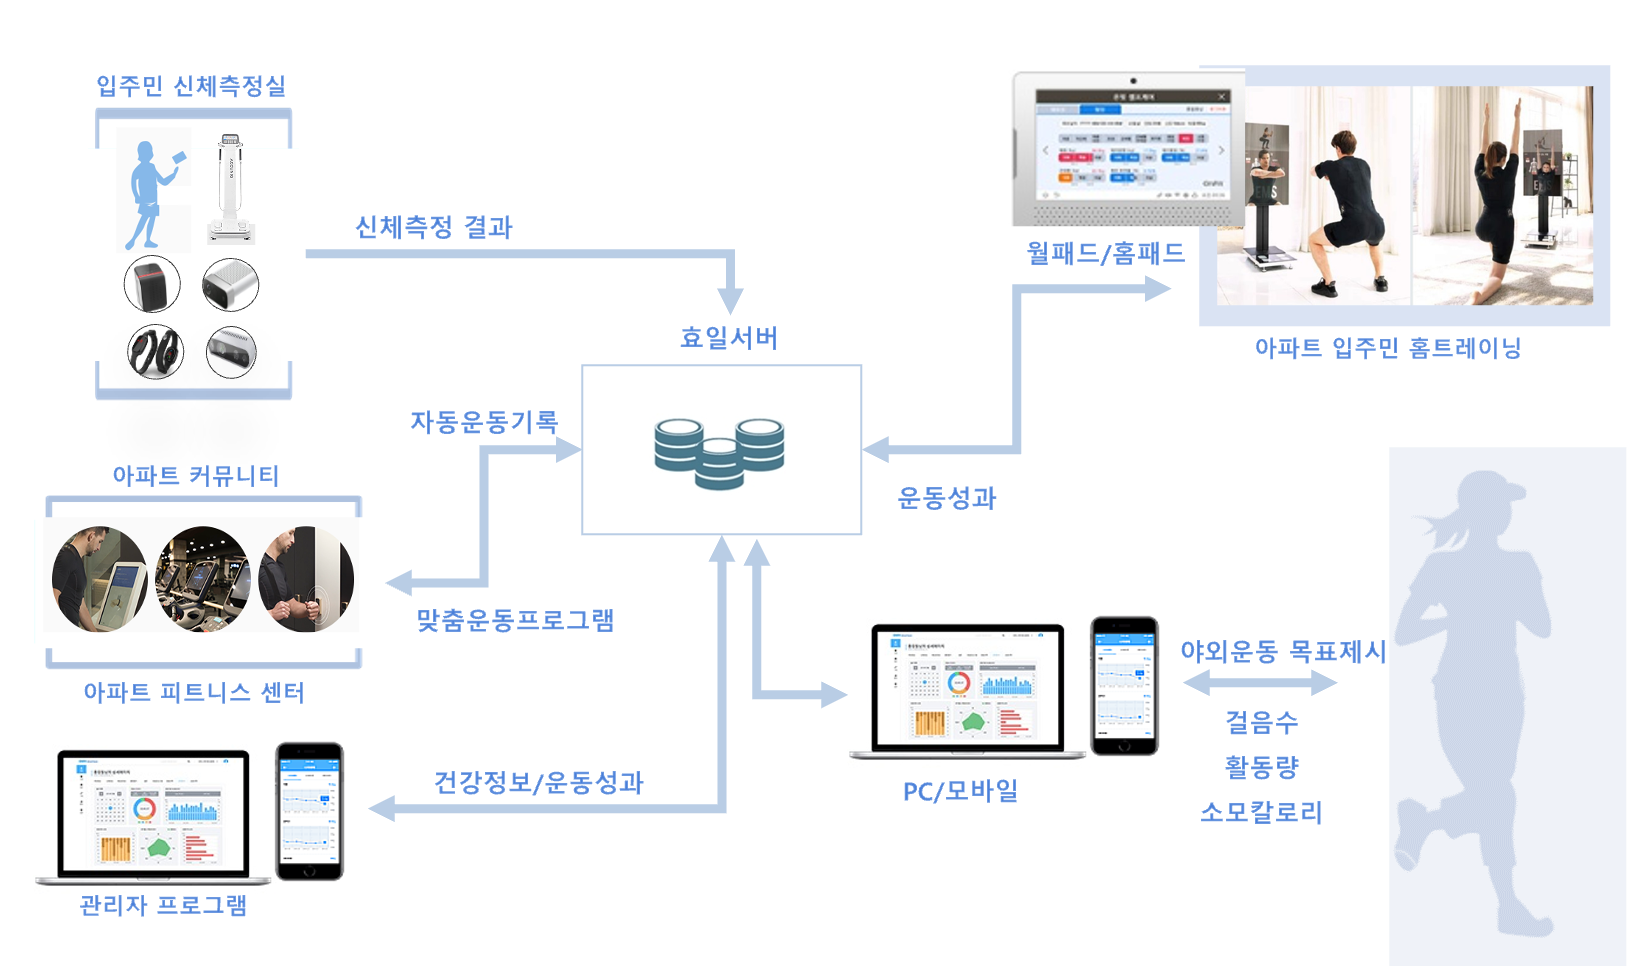 입주민 신체측정실
신체측정 결과
효일서버
월패드/홈패드
아파트 입주민 홈트레이닝
EMS
EMS
자동운동기록
아파트 커뮤니티
운동성과
맞춤운동프로그램
아파트 피트니스 센터
야외운동 목표제시
걸음수
활동량
소모칼로리
PC/모바일
건강정보/운동성과
관리자 프로그램